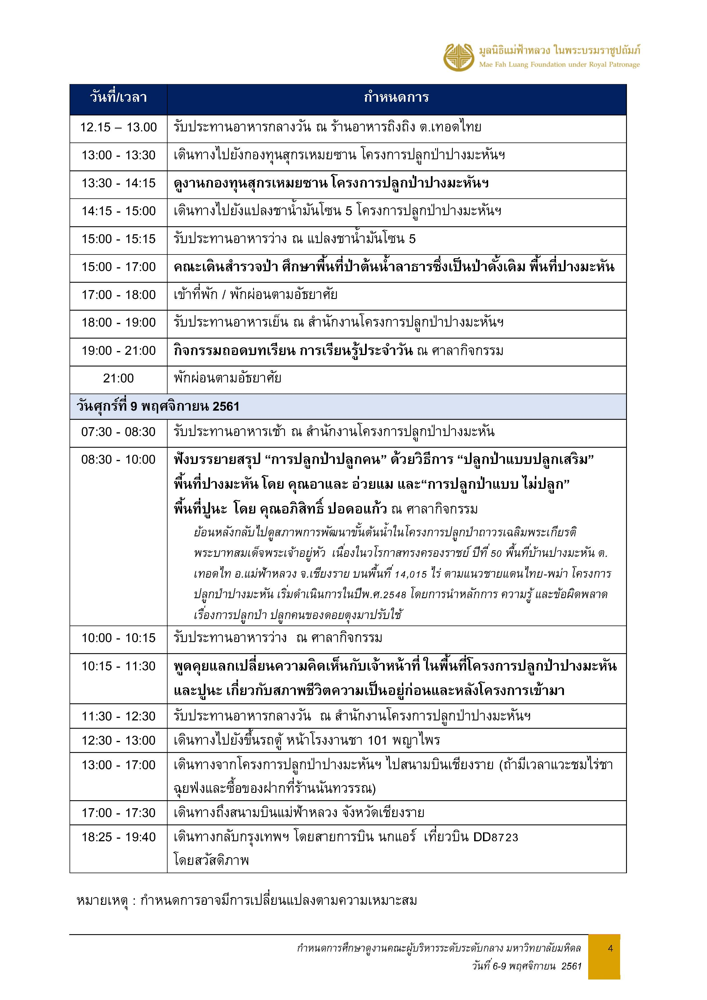 มูลนิธิแม่ฟ้าหลวง ในพระบรมราชูปถัมภ์
Mae Fah Luang Foundation under Royal Patronage
วันที่/เวลา กำหนดการ
12.15 – 13.00 รับประทานอาหารกลางวัน ณ ร้านอาหารถิงถิง ต.เทอดไทย
13:00 - 13:30 เดินทางไปยังกองทุนสุกรเหมยซาน โครงการปลูกป่าปางมะหันฯ
13:30 - 14:15 ดูงานกองทุนสุกรเหมยซาน โครงการปลูกป่าปางมะหันฯ
14:15 - 15:00 เดินทางไปยังแปลงชาน้ำมันโซน 5 โครงการปลูกป่าปางมะหันฯ
15:00 - 15:15 รับประทานอาหารว่าง ณ แปลงชาน้ำมันโซน 5
15:00 - 17:00 คณะเดินสำรวจป่า ศึกษาพื้นที่ป่าต้นน้ำลาธารซึ่งเป็นป่าดั้งเดิม พื้นที่ปางมะหัน
17:00 - 18:00 เข้าที่พัก / พักผ่อนตามอัธยาศัย
18:00 - 19:00 รับประทานอาหารเย็น ณ สำนักงานโครงการปลูกป่าปางมะหันฯ
19:00 - 21:00 กิจกรรมถอดบทเรียน การเรียนรู้ประจำวัน ณ ศาลากิจกรรม
21:00 พักผ่อนตามอัธยาศัย
วันศุกร์ที่ 9 พฤศจิกายน 2561
07:30 - 08:30 รับประทานอาหารเช้า ณ สำนักงานโครงการปลูกป่าปางมะหัน
08:30 - 10:00 ฟังบรรยายสรุป “การปลูกป่าปลูกคน” ด้วยวิธีการ “ปลูกป่าแบบปลูกเสริม”
พื้นที่ปางมะหัน โดย คุณอาและ อ่วยแม และ“การปลูกป่าแบบ ไม่ปลูก”
พื้นที่ปูนะ โดย คุณอภิสิทธิ์ ปอดอแก้ว ณ ศาลากิจกรรม
ย้อนหลังกลับไปดูสภาพการพัฒนาขั้นต้นน้ำในโครงการปลูกป่าถาวรเฉลิมพระเกียรติ
พระบาทสมเด็จพระเจ้าอยู่หัว เนื่องในวโรกาสทรงครองราชย์ ปีที่ 50 พื้นที่บ้านปางมะหัน ต.
เทอดไท อ.แม่ฟ้าหลวง จ.เชียงราย บนพื้นที่ 14,015 ไร่ ตามแนวชายแดนไทย-พม่า โครงการ
ปลูกป่าปางมะหัน เริ่มดำเนินการในปีพ.ศ.2548 โดยการนำหลักการ ความรู้ และข้อผิดพลาด
เรื่องการปลูกป่า ปลูกคนของดอยตุงมาปรับใช้
10:00 - 10:15 รับประทานอาหารว่าง ณ ศาลากิจกรรม
10:15 - 11:30 พูดคุยแลกเปลี่ยนความคิดเห็นกับเจ้าหน้าที่ ในพื้นที่โครงการปลูกป่าปางมะหัน
และปูนะ เกี่ยวกับสภาพชีวิตความเป็นอยู่ก่อนและหลังโครงการเข้ามา
11:30 - 12:30 รับประทานอาหารกลางวัน ณ สำนักงานโครงการปลูกป่าปางมะหันฯ
12:30 - 13:00 เดินทางไปยังขึ้นรถตู้ หน้าโรงงานชา 101 พญาไพร
13:00 - 17:00 เดินทางจากโครงการปลูกป่าปางมะหันฯ ไปสนามบินเชียงราย (ถ้ามีเวลาแวะชมไร่ชา
ฉุยฟ่งและซื้อของฝากที่ร้านนันทวรรณ)
17:00 - 17:30 เดินทางถึงสนามบินแม่ฟ้าหลวง จังหวัดเชียงราย
18:25 - 19:40 เดินทางกลับกรุงเทพฯ โดยสายการบิน นกแอร์ เที่ยวบิน DD8723
โดยสวัสดิภาพ
หมายเหตุ : กำหนดการอาจมีการเปลี่ยนแปลงตามความเหมาะสม
กำหนดการศึกษาดูงานคณะผู้บริหารระดับระดับกลาง มหาวิทยาลัยมหิดล 4
วันที่ 6-9 พฤศจิกายน 2561